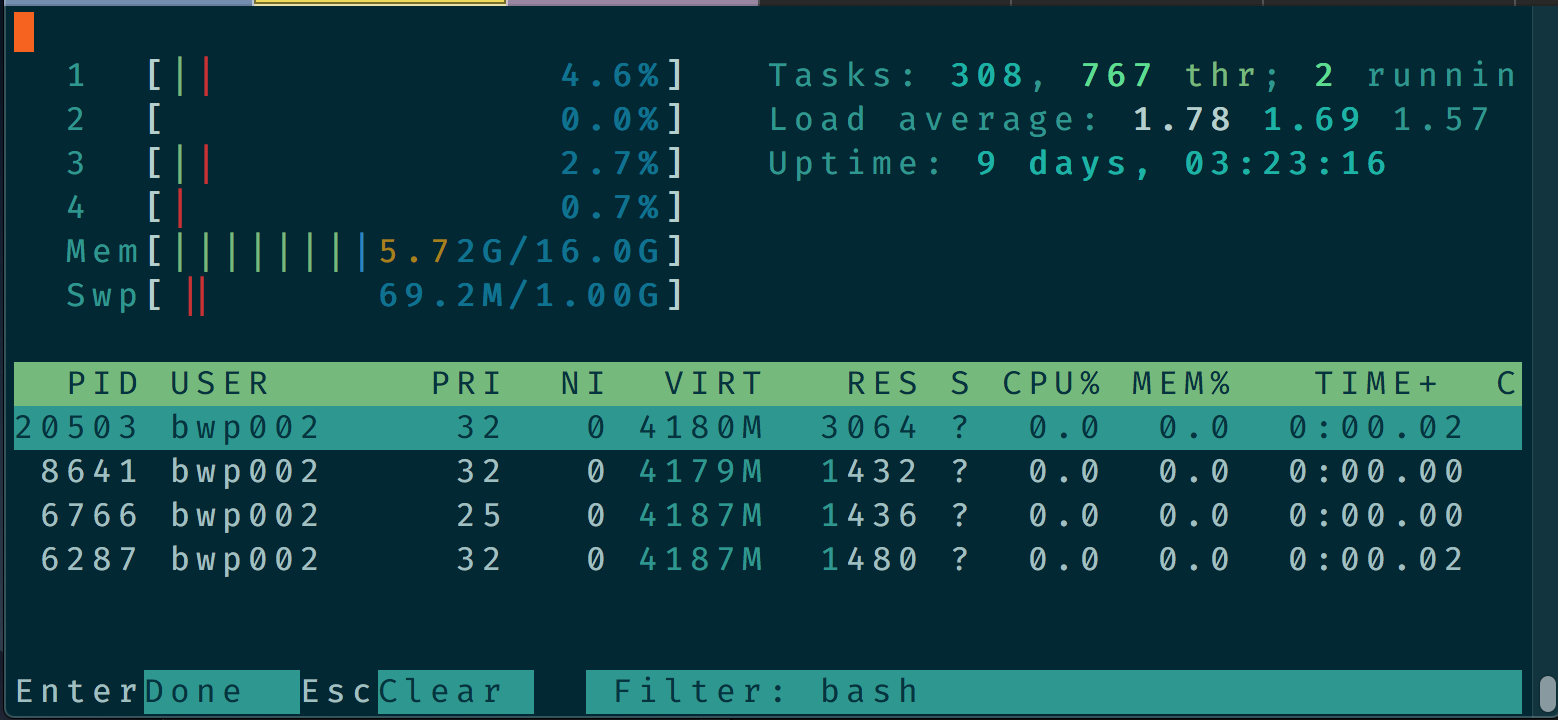 1 [|| 4.6%] Tasks: 308, 767 thr; 2 runnin
2 [ 0.0%] Load average: 1.78 1.69 1.57
3 [|| 2.7%] Uptime: 9 days, 03:23:16
4 [| 0.7%]
Mem[||||||||5.72G/16.0G]
Swp[ || 69.2M/1.00G]
PID USER PRI NI VIRT RES S CPU% MEM% TIME+ C
20503 bwp002 32 0 4180M 3064 ? 0.0 0.0 0:00.02
8641 bwp002 32 0 4179M 1432 ? 0.0 0.0 0:00.00
6766 bwp002 25 0 4187M 1436 ? 0.0 0.0 0:00.00
6287 bwp002 32 0 4187M 1480 ? 0.0 0.0 0:00.02
EnterDone EscClear Filter: bash